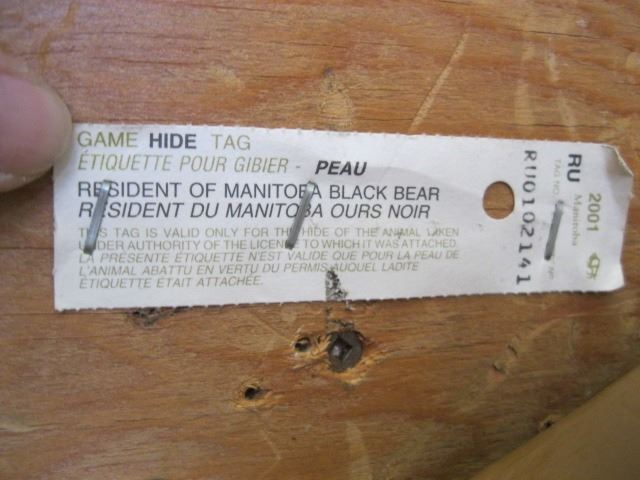 GAME HIDE TAG
ÉTIQUETTE POUR GIBIER - PEAU
RESIDENT OF MANITOBA BLACK BEAR
RÉSIDENT DU MANITOBA OURS NOIR
THIS TAG IS VALID ONLY FOR THE HIDE OF THE ANIMAL TAKEN
UNDER AUTHORITY OF THE LICENCE TO WHICH IT WAS ATTACHED.
LA PRÉSENTE ÉTIQUETTE N'EST VALIDE QUE POUR LA PEAU DE
L'ANIMAL ABATTU EN VERTU DU PERMIS AUQUEL LADITE
ÉTIQUETTE ÉTAIT ATTACHÉE.
RU0102141
RU TAG NO.
2001
Manitoba